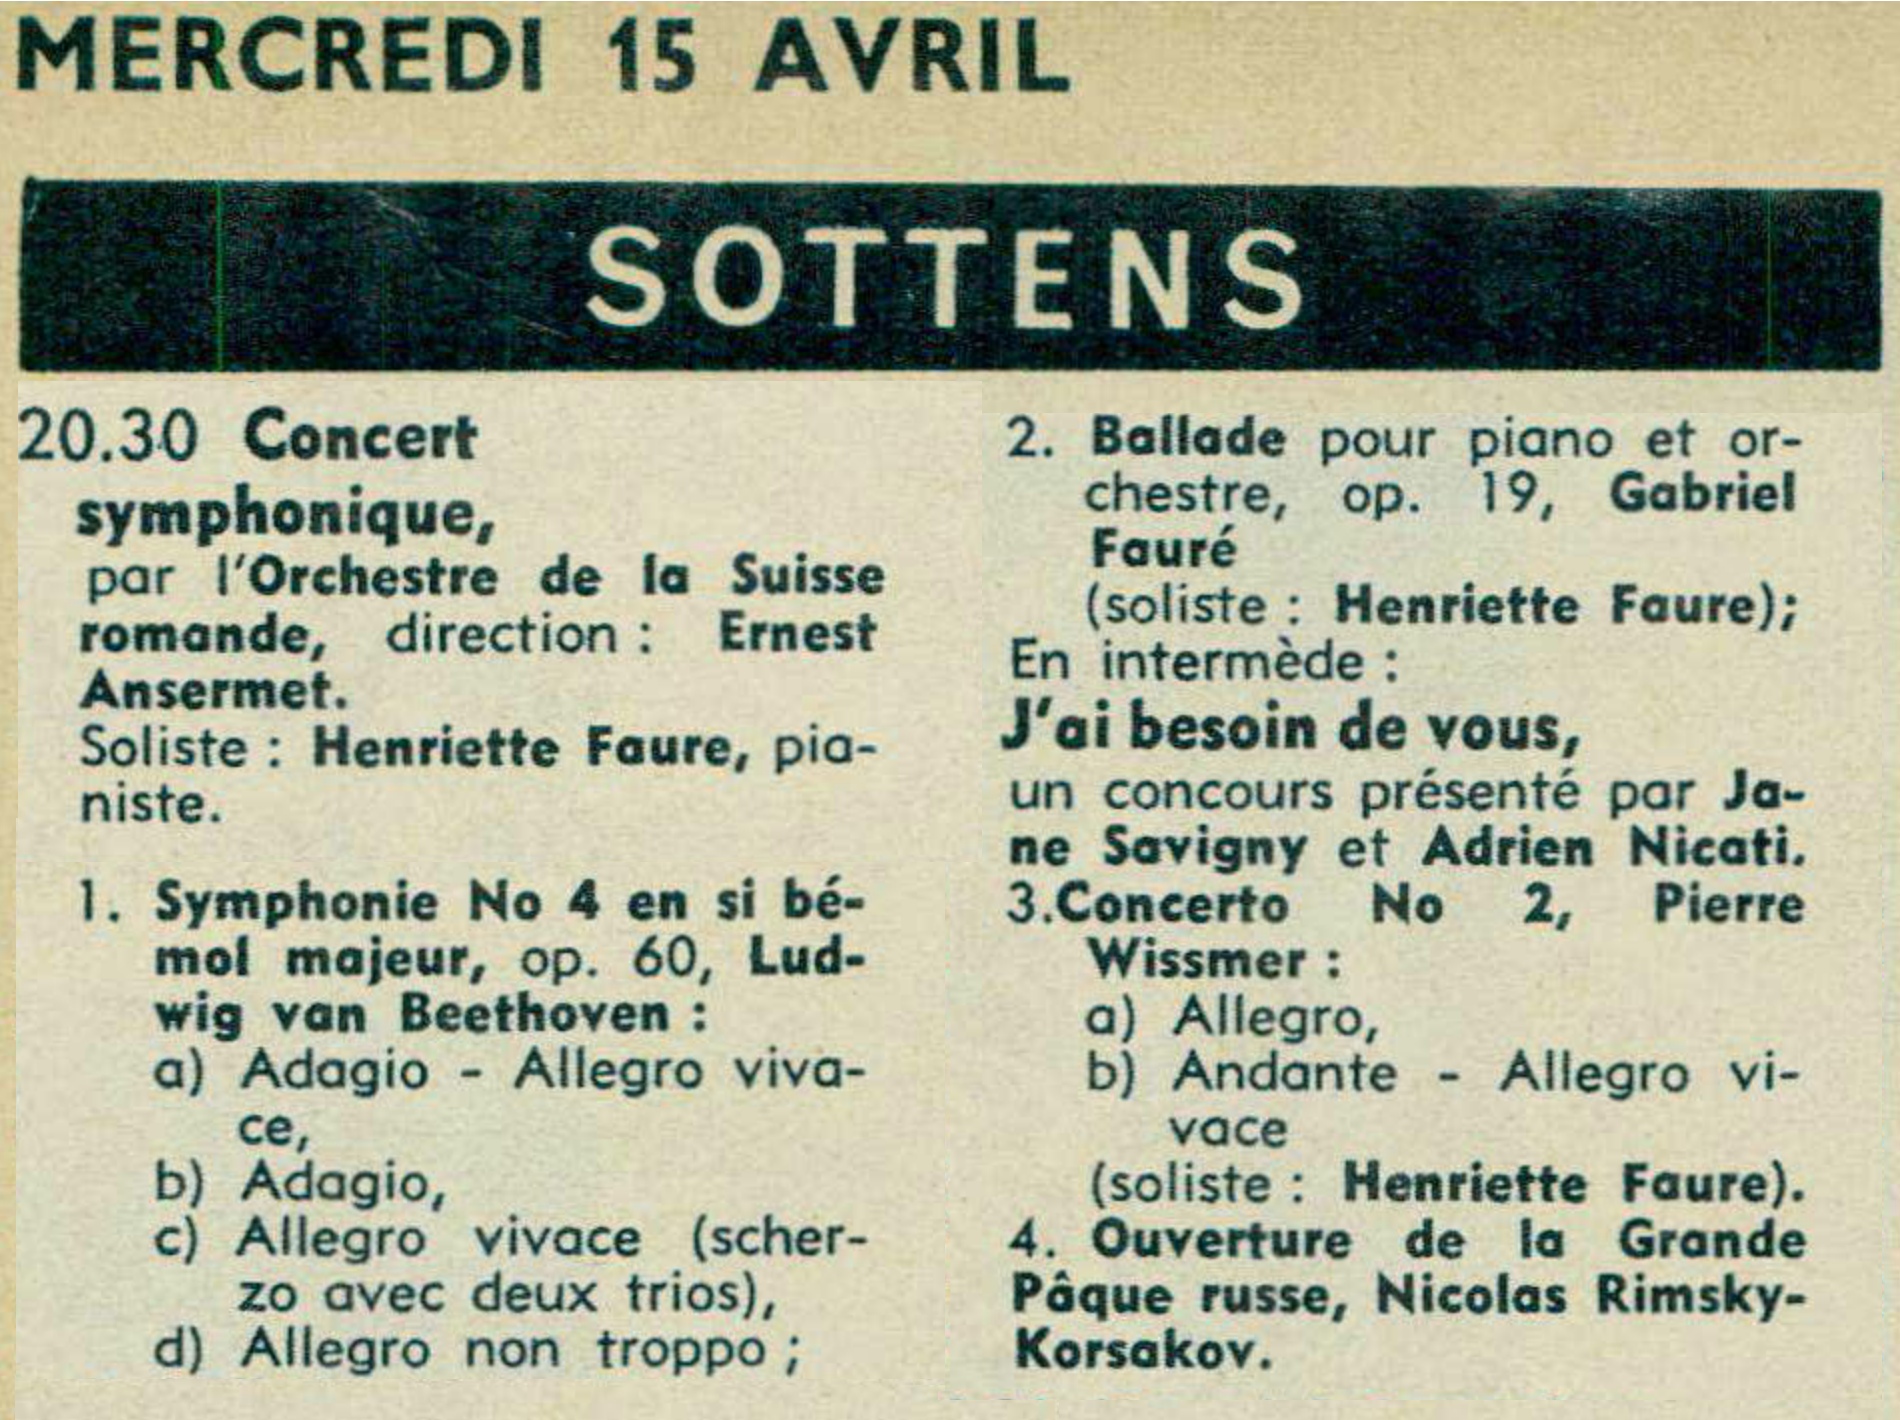 MERCREDI 15 AVRIL
SOTTENS
20.30 Concert
symphonique,
par l'Orchestre de la Suisse
romande, direction : Ernest
Ansermet.
Soliste : Henriette Faure, pia-
niste.
1. Symphonie No 4 en si bé-
mol majeur, op. 60, Lud-
wig van Beethoven :
a) Adagio - Allegro viva-
ce,
b) Adagio,
c) Allegro vivace (scher-
zo avec deux trios),
d) Allegro non troppo ;
2. Ballade pour piano et or-
chestre, op. 19, Gabriel
Fauré
(soliste : Henriette Faure);
En intermède :
J'ai besoin de vous,
un concours présenté par Ja-
ne Savigny et Adrien Nicati.
3.Concerto No 2, Pierre
Wissmer :
a) Allegro,
b) Andante - Allegro vi-
vace
(soliste : Henriette Faure).
4. Ouverture de la Grande
Pâque russe, Nicolas Rimsky-
Korsakov.